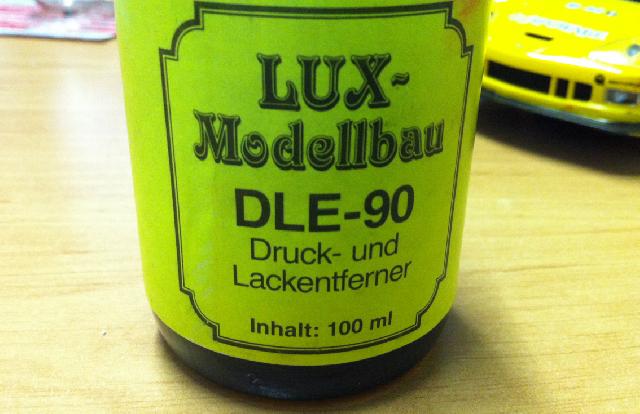 LUX-
Modellbau
DLE-90
Druck- und
Lackentferner
Inhalt: 100 ml